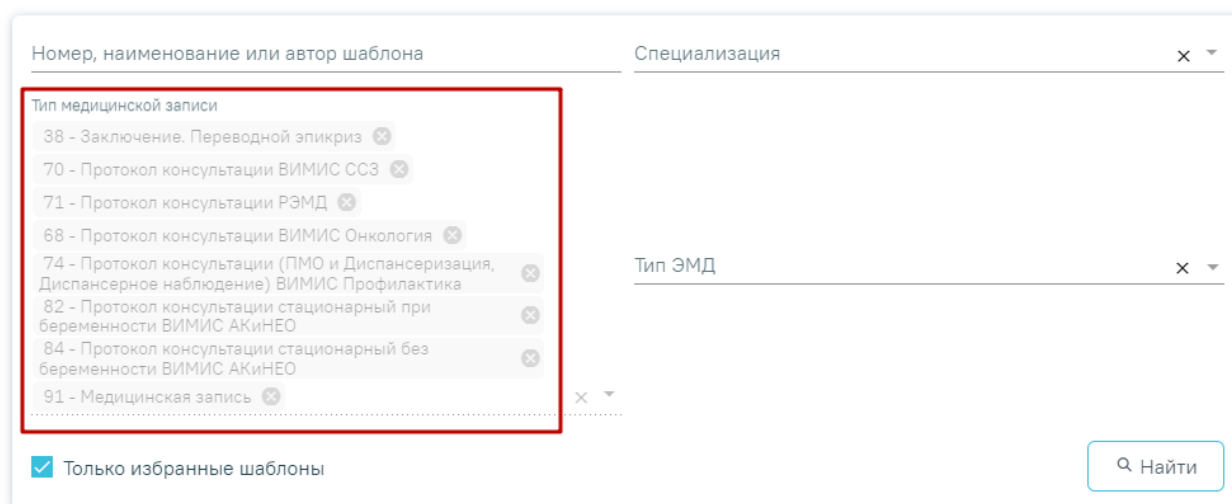 Номер, наименование или автор шаблона
Специализация
Тип медицинской записи
38 - Заключение. Переводной эпикриз
70 - Протокол консультации ВИМИС ССЗ
71 - Протокол консультации РЭМД
68 - Протокол консультации ВИМИС Онкология
74 - Протокол консультации (ПМО и Диспансеризация,
Диспансерное наблюдение) ВИМИС Профилактика
82 - Протокол консультации стационарный при
беременности ВИМИС АКиНЕО
84 - Протокол консультации стационарный без
беременности ВИМИС АКиНЕО
91 - Медицинская запись
Тип ЭМД
Только избранные шаблоны
Найти